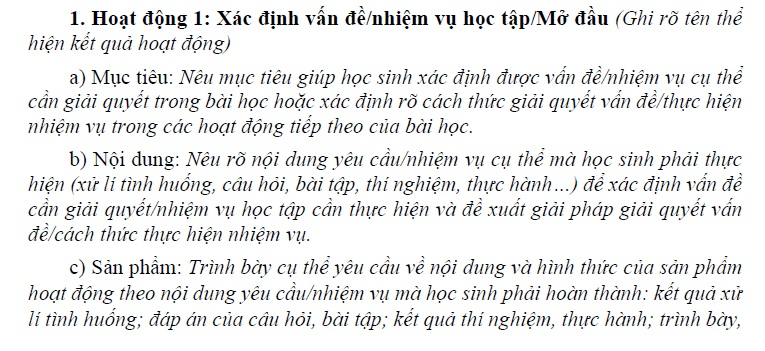 1. Hoạt động 1: Xác định vấn đề/nhiệm vụ học tập/Mở đầu (Ghi rõ tên thể
hiện kết quả hoạt động)
a) Mục tiêu: Nêu mục tiêu giúp học sinh xác định được vấn đề/nhiệm vụ cụ thể
cần giải quyết trong bài học hoặc xác định rõ cách thức giải quyết vấn đề/thực hiện
nhiệm vụ trong các hoạt động tiếp theo của bài học.
b) Nội dung: Nêu rõ nội dung yêu cầu/nhiệm vụ cụ thể mà học sinh phải thực
hiện (xử lí tình huống, câu hỏi, bài tập, thí nghiệm, thực hành…) để xác định vấn đề
cần giải quyết/nhiệm vụ học tập cần thực hiện và đề xuất giải pháp giải quyết vấn
đề/cách thức thực hiện nhiệm vụ.
c) Sản phẩm: Trình bày cụ thể yêu cầu về nội dung và hình thức của sản phẩm
hoạt động theo nội dung yêu cầu/nhiệm vụ mà học sinh phải hoàn thành: kết quả xử
lí tình huống; đáp án của câu hỏi, bài tập; kết quả thí nghiệm, thực hành; trình bày,